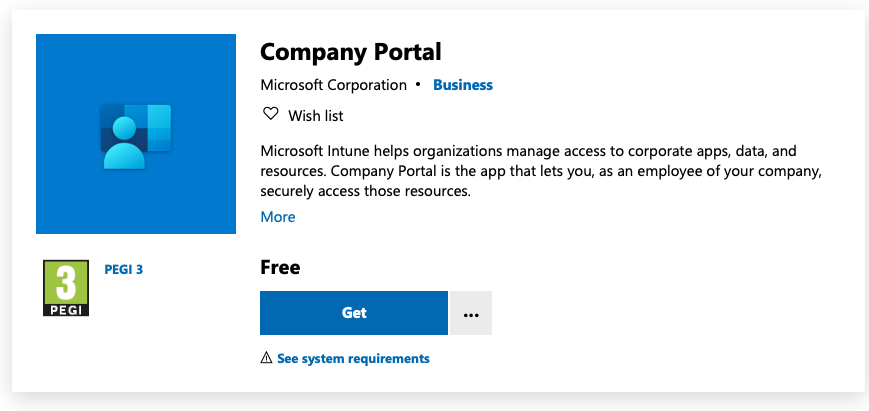 Company Portal
Microsoft Corporation • Business
Wish list
Microsoft Intune helps organizations manage access to corporate apps, data, and
resources. Company Portal is the app that lets you, as an employee of your company,
securely access those resources.
More
3
PEGI
PEGI 3
Free
Get
...
See system requirements